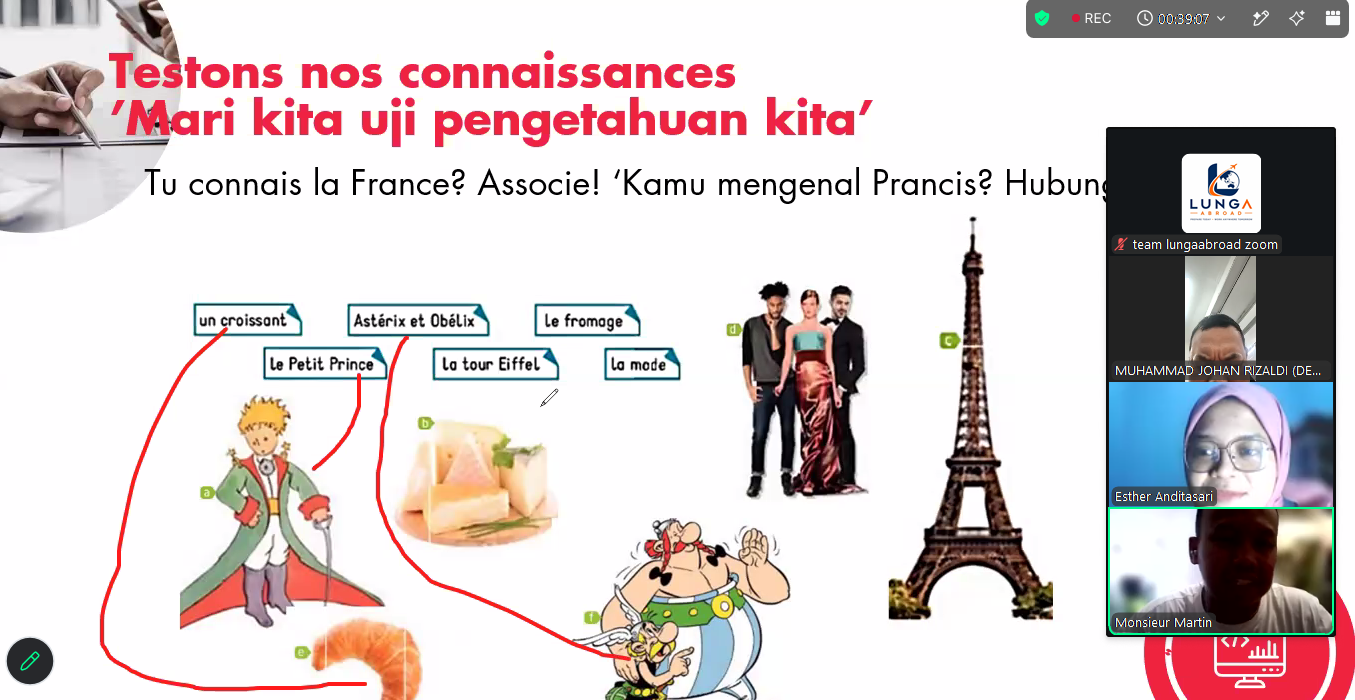 REC
00:39:07
Testons nos connaissances
'Mari kita uji pengetahuan kita'
Tu connais la France? Associe! 'Kamu mengenal Prancis? Hubung
un croissant
Astérix et Obélix
le fromage
le Petit Prince
la tour Eiffel
la mode
a
b
c
d
e
f
LUNGA
ABROAD
team lungaabroad zoom
MUHAMMAD JOHAN RIZALDI (DE...
Esther Anditasari
Monsieur Martin